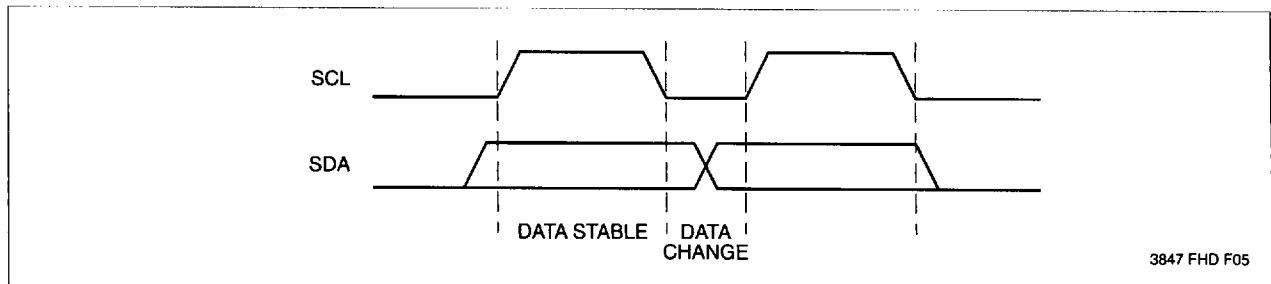 SCL
SDA
DATA STABLE
DATA
CHANGE
3847 FHD F05